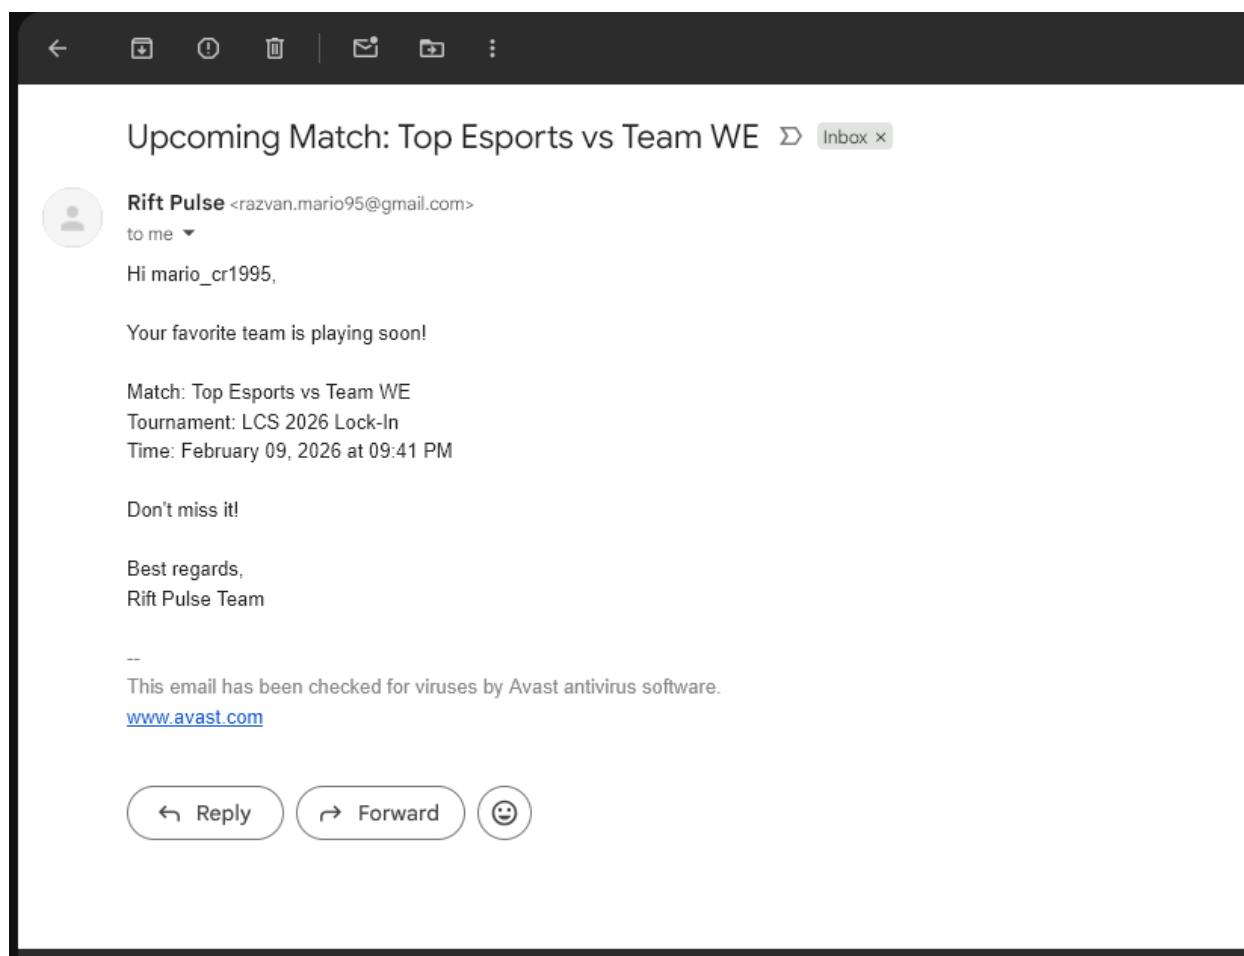 Upcoming Match: Top Esports vs Team WE
Inbox ×
Rift Pulse <razvan.mario95@gmail.com>
to me
Hi mario_cr1995,
Your favorite team is playing soon!
Match: Top Esports vs Team WE
Tournament: LCS 2026 Lock-In
Time: February 09, 2026 at 09:41 PM
Don't miss it!
Best regards,
Rift Pulse Team
--
This email has been checked for viruses by Avast antivirus software.
www.avast.com
Reply
Forward